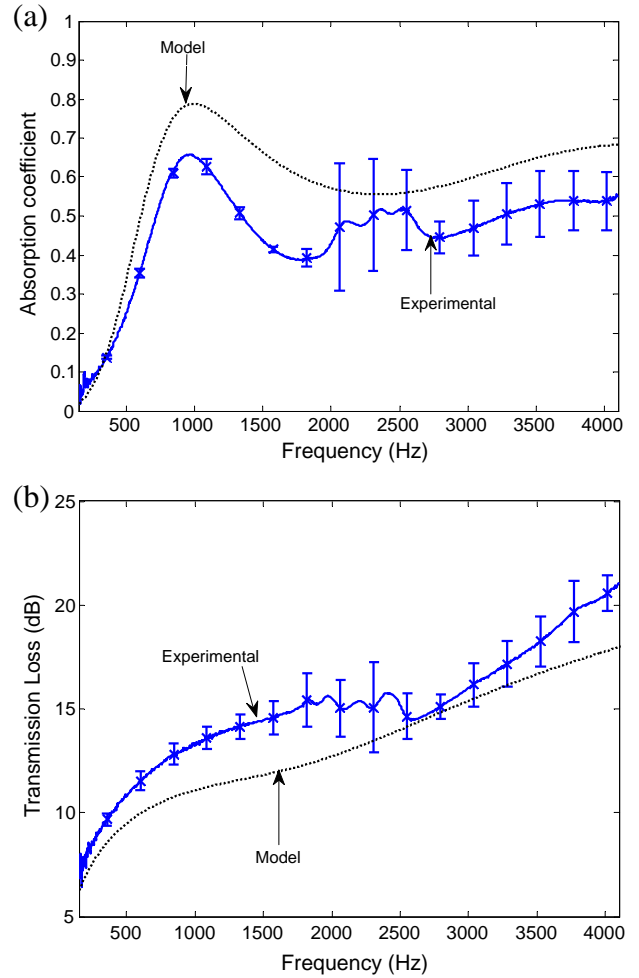 (a)
1
0.9
0.8
0.7
0.6
0.5
0.4
0.3
0.2
0.1
0
Absorption coefficient
Model
Experimental
500 1000 1500 2000 2500 3000 3500 4000
Frequency (Hz)
(b)
25
20
15
10
5
Transmission Loss (dB)
Experimental
Model
500 1000 1500 2000 2500 3000 3500 4000
Frequency (Hz)